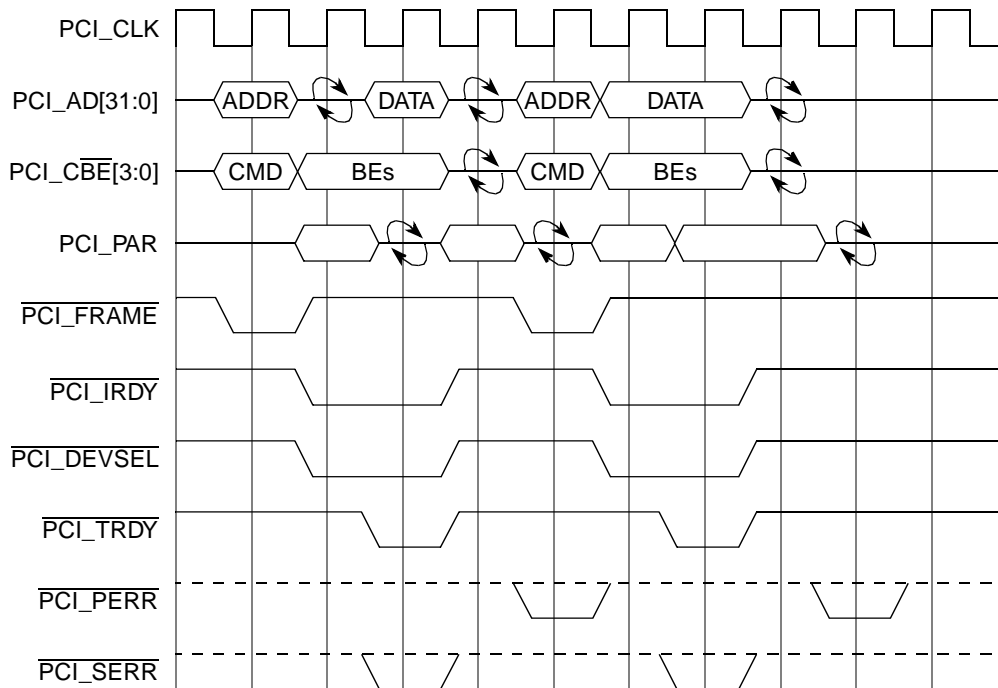 PCI_CLK
PCI_AD[31:0] ADDR DATA ADDR DATA
PCI_CBE[3:0] CMD BEs CMD BEs
PCI_PAR
PCI_FRAME
PCI_IRDY
PCI_DEVSEL
PCI_TRDY
PCI_PERR
PCI_SERR